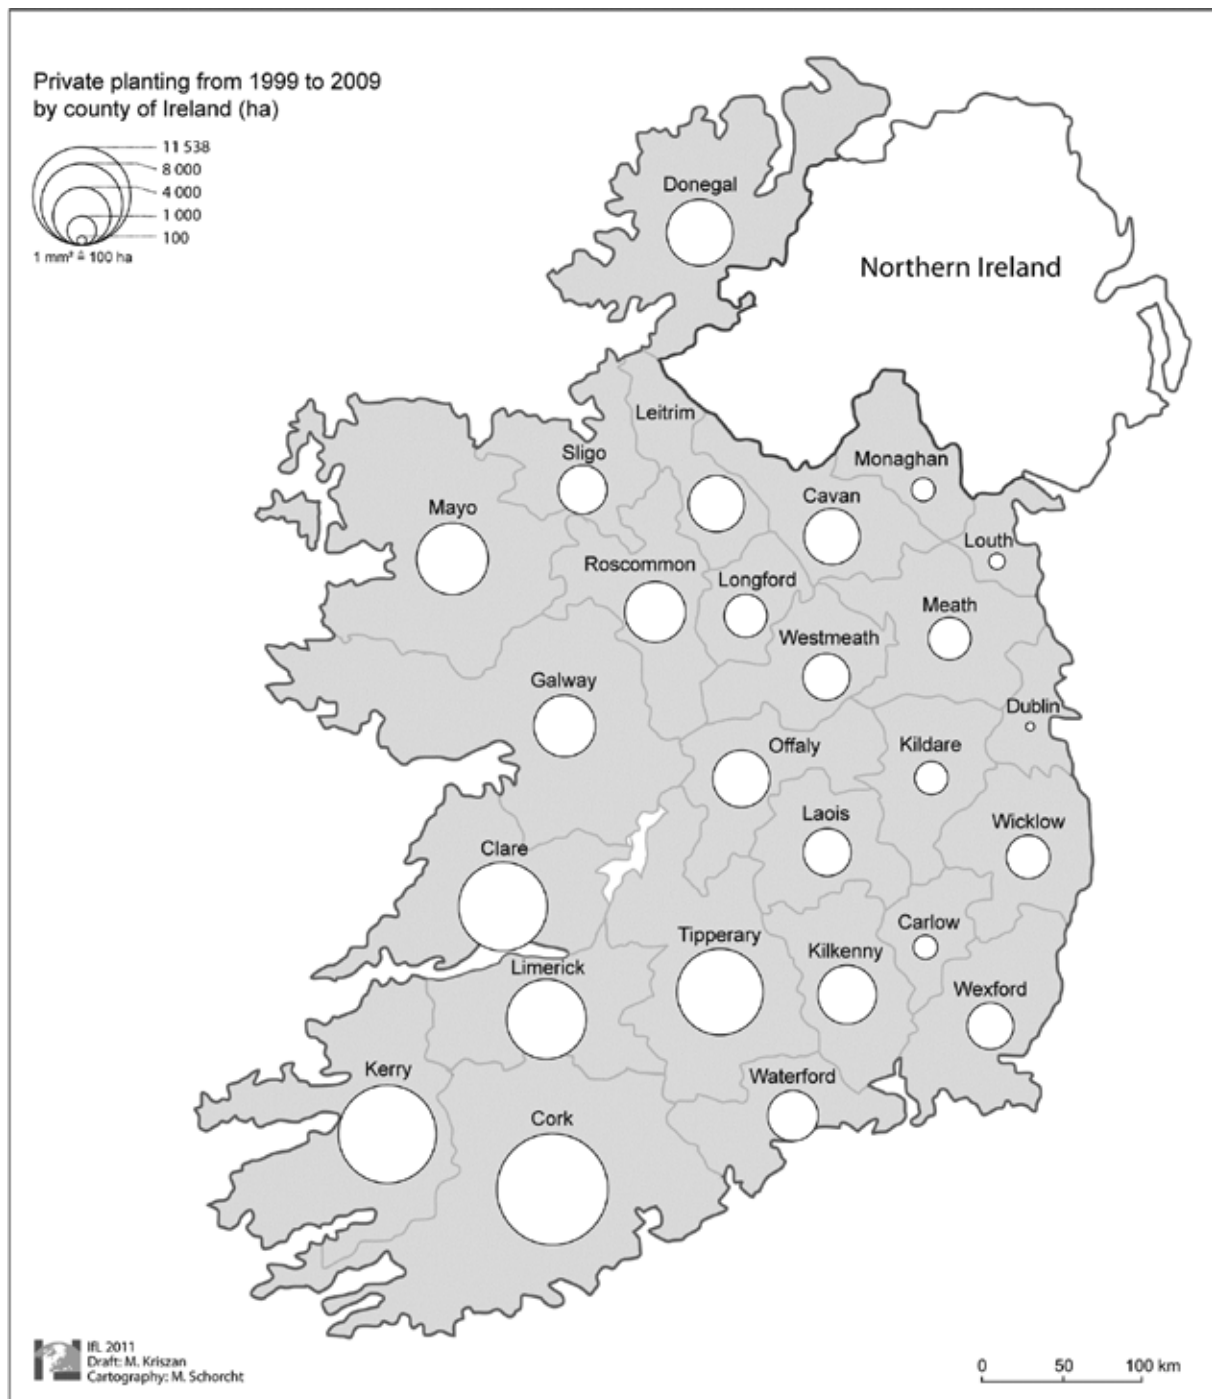 Private planting from 1999 to 2009
by county of Ireland (ha)
11 538
8 000
4 000
1 000
100
1 mm² ≙ 100 ha
Donegal
Northern Ireland
Leitrim
Sligo
Monaghan
Mayo
Cavan
Louth
Roscommon
Longford
Meath
Westmeath
Galway
Dublin
Offaly
Kildare
Laois
Wicklow
Clare
Carlow
Tipperary
Kilkenny
Limerick
Wexford
Kerry
Waterford
Cork
IfL 2011
Draft: M. Kriszan
Cartography: M. Schorcht
0 50 100 km